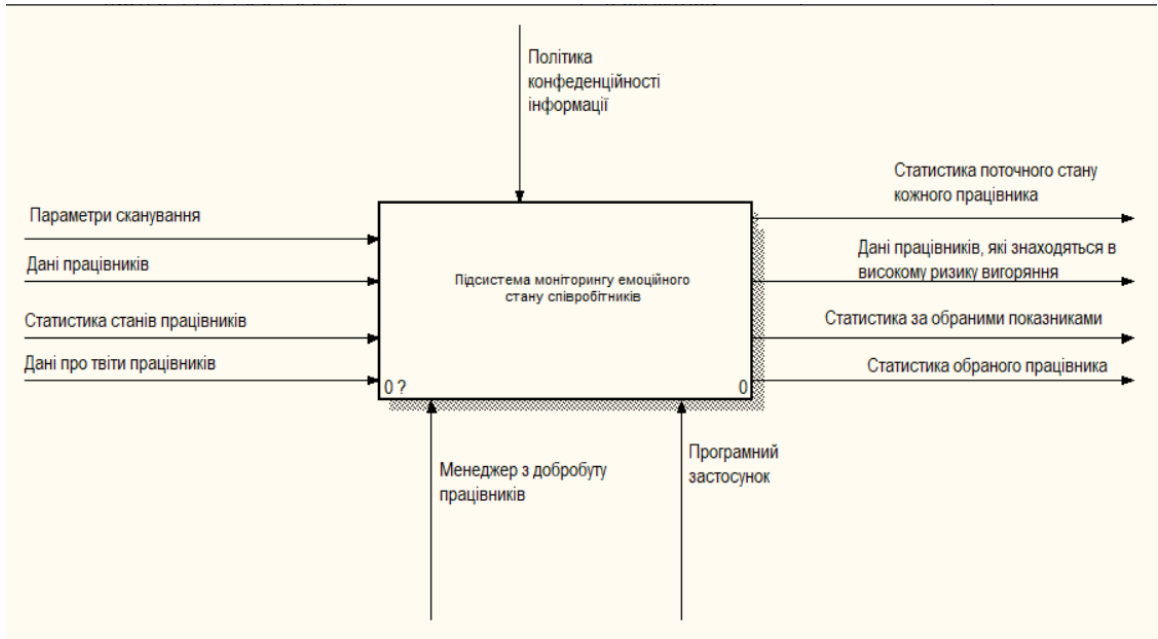 Політика
конфеденційності
інформації
Статистика поточного стану
кожного працівника
Параметри сканування
Дані працівників, які знаходяться в
високому ризику вигоряння
Дані працівників
Підсистема моніторингу емоційного
стану співробітників
Статистика станів працівників
Статистика за обраними показниками
Дані про твіти працівників
Статистика обраного працівника
0 ?
0
Менеджер з добробуту
працівників
Програмний
застосунок